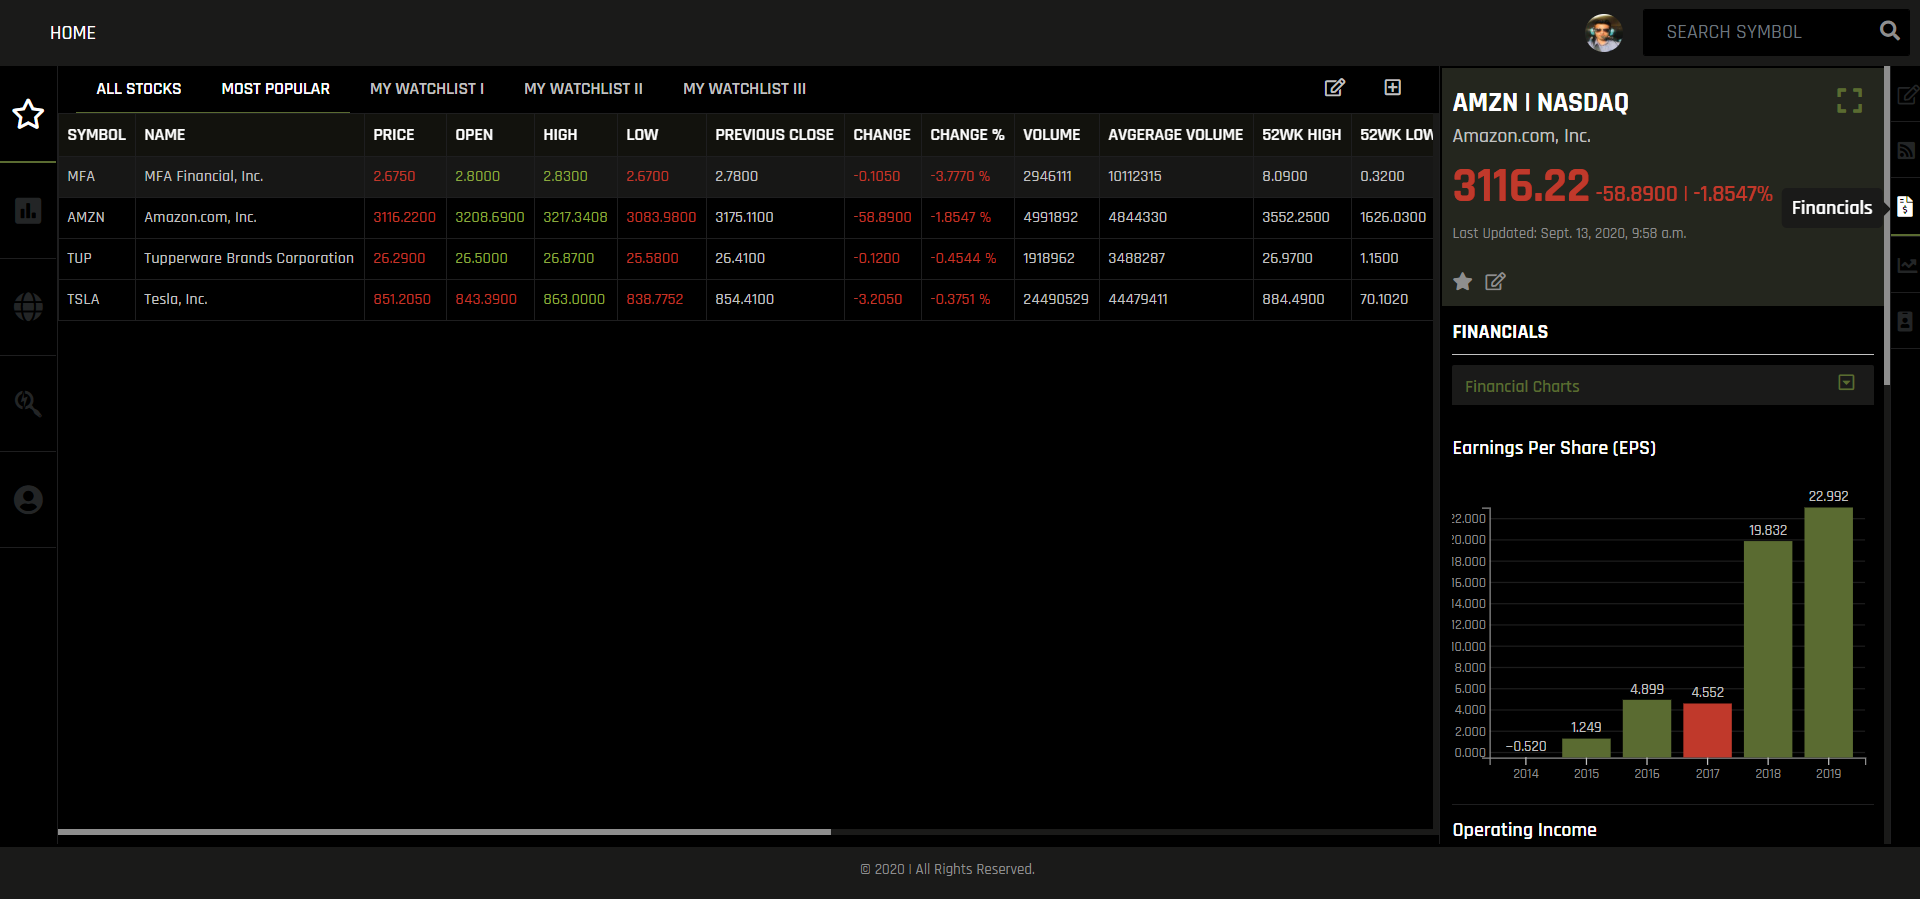 HOME
SEARCH SYMBOL
ALL STOCKS MOST POPULAR MY WATCHLIST I MY WATCHLIST II MY WATCHLIST III
SYMBOL NAME PRICE OPEN HIGH LOW PREVIOUS CLOSE CHANGE CHANGE % VOLUME AVGERAGE VOLUME 52WK HIGH 52WK LOW
MFA MFA Financial, Inc. 2.6750 2.8000 2.8300 2.6700 2.7800 -0.1050 -3.7770 % 2946111 10112315 8.0900 0.3200
AMZN Amazon.com, Inc. 3116.2200 3208.6900 3217.3408 3083.9800 3175.1100 -58.8900 -1.8547 % 4991892 4844330 3552.2500 1626.0300
TUP Tupperware Brands Corporation 26.2900 26.5000 26.8700 25.5800 26.4100 -0.1200 -0.4544 % 1918962 3488287 26.9700 1.1500
TSLA Tesla, Inc. 851.2050 843.3900 863.0000 838.7752 854.4100 -3.2050 -0.3751 % 24490529 44479411 884.4900 70.1020
AMZN | NASDAQ
Amazon.com, Inc.
3116.22 -58.8900 | -1.8547%
Financials
Last Updated: Sept. 13, 2020, 9:58 a.m.
FINANCIALS
Financial Charts
Earnings Per Share (EPS)
22.992
22.000
19.832
20.000
18.000
16.000
14.000
12.000
10.000
8.000
6.000
4.899
4.552
4.000
2.000
1.249
0.000
−0.520
2014 2015 2016 2017 2018 2019
Operating Income
© 2020 | All Rights Reserved.